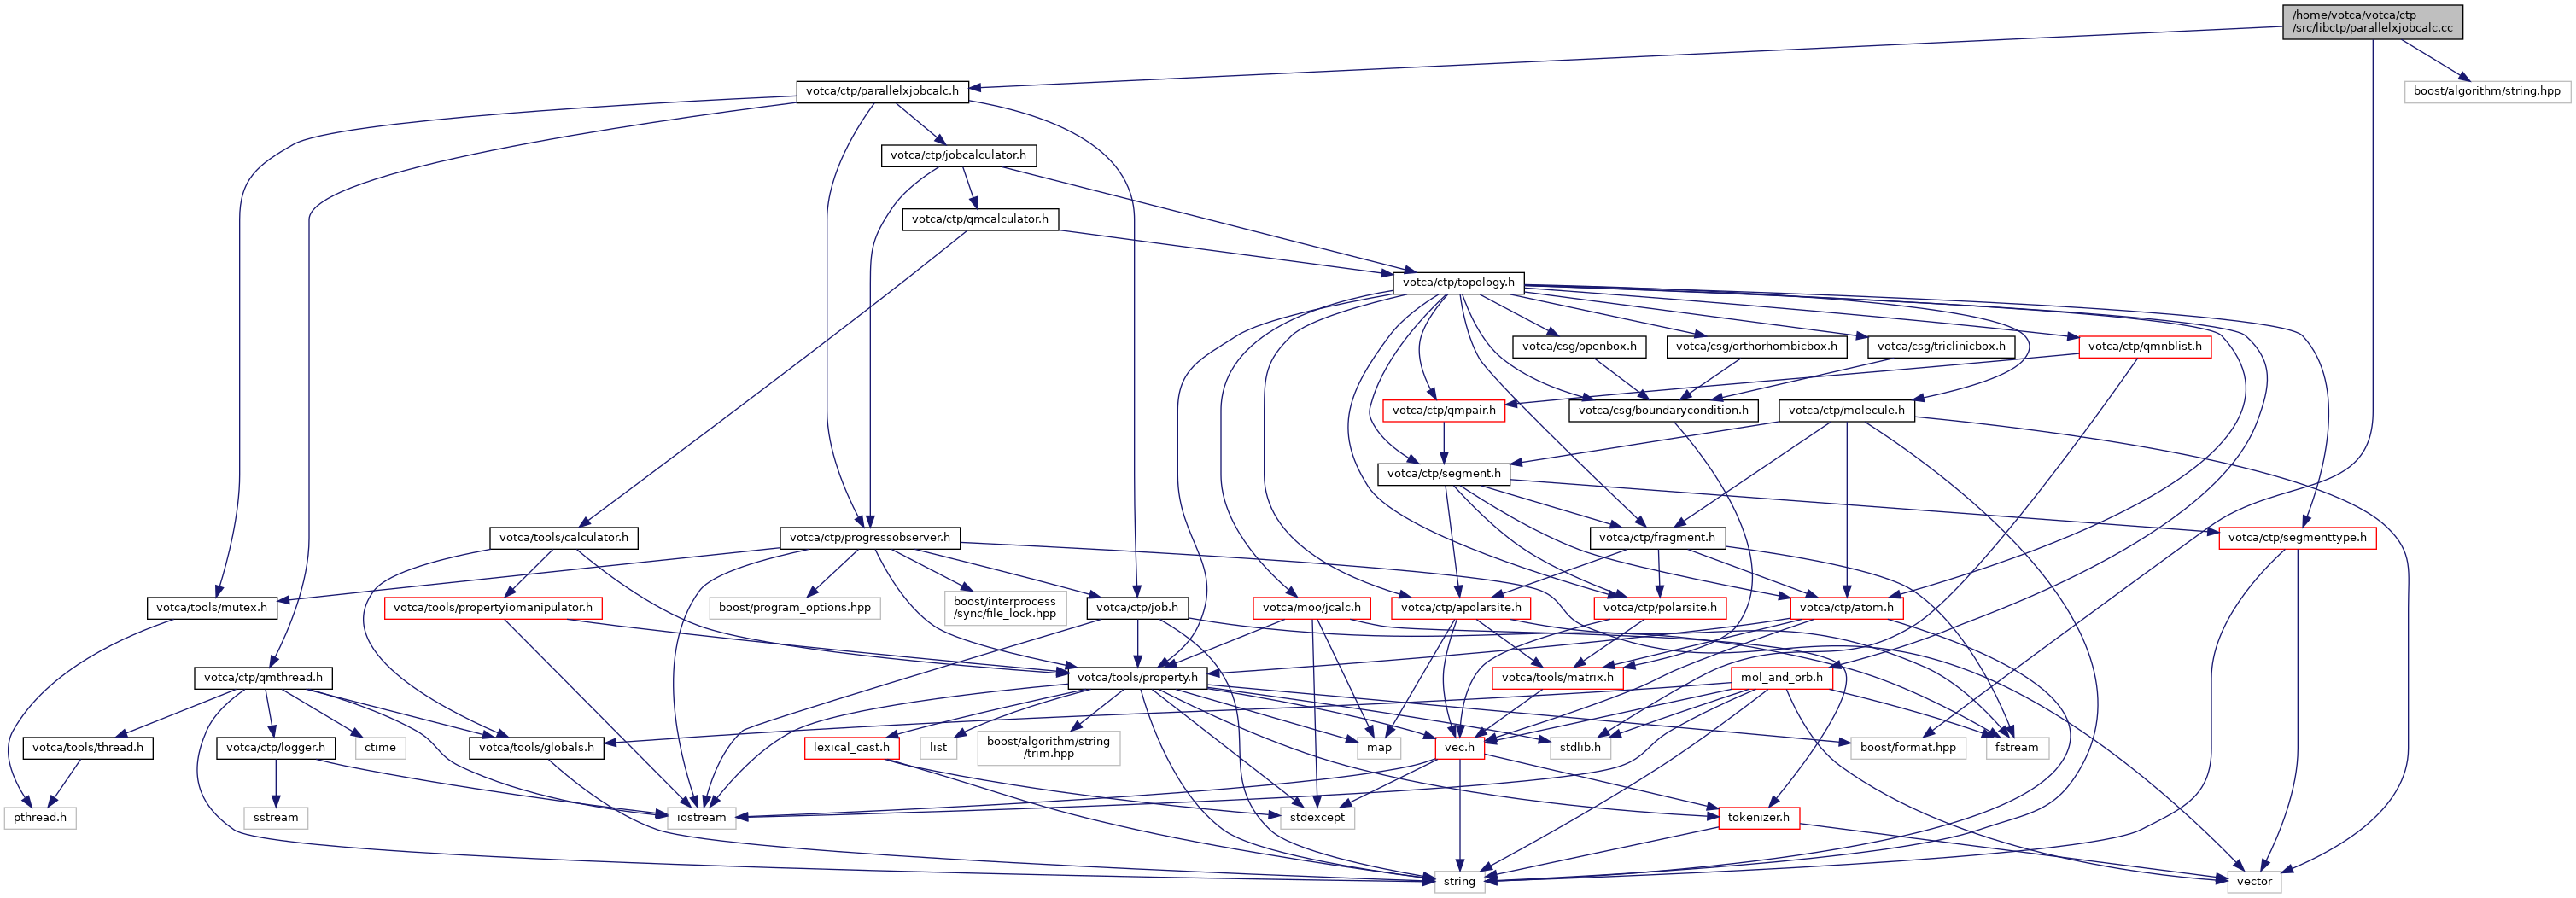 /home/votca/votca/ctp
/src/libctp/parallelxjobcalc.cc
votca/ctp/parallelxjobcalc.h
boost/algorithm/string.hpp
votca/ctp/jobcalculator.h
votca/ctp/qmcalculator.h
votca/ctp/topology.h
votca/csg/openbox.h
votca/csg/orthorhombicbox.h
votca/csg/triclinicbox.h
votca/ctp/qmnblist.h
votca/ctp/qmpair.h
votca/csg/boundarycondition.h
votca/ctp/molecule.h
votca/ctp/segment.h
votca/tools/calculator.h
votca/ctp/progressobserver.h
votca/ctp/fragment.h
votca/ctp/segmenttype.h
votca/tools/mutex.h
votca/tools/propertyiomanipulator.h
boost/program_options.hpp
boost/interprocess
/sync/file_lock.hpp
votca/ctp/job.h
votca/moo/jcalc.h
votca/ctp/apolarsite.h
votca/ctp/polarsite.h
votca/ctp/atom.h
votca/ctp/qmthread.h
votca/tools/property.h
votca/tools/matrix.h
mol_and_orb.h
votca/tools/thread.h
votca/ctp/logger.h
ctime
votca/tools/globals.h
lexical_cast.h
list
boost/algorithm/string
/trim.hpp
map
vec.h
stdlib.h
boost/format.hpp
fstream
pthread.h
sstream
iostream
stdexcept
tokenizer.h
string
vector